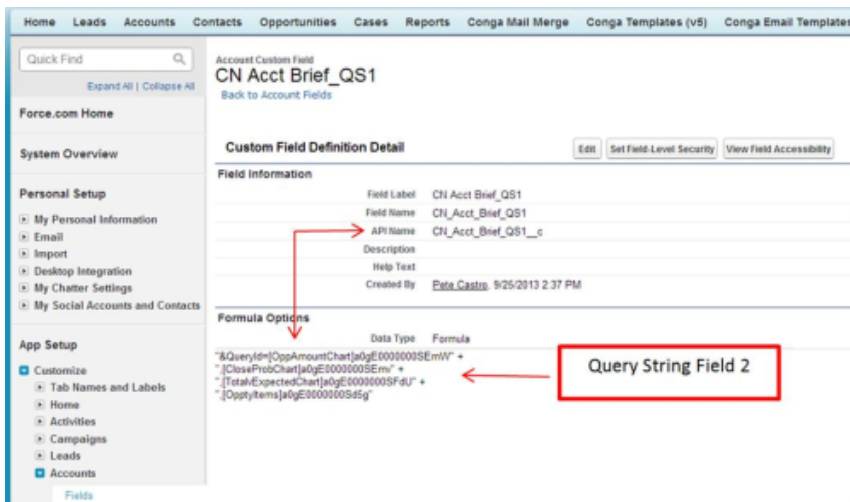 Home Leads Accounts Contacts Opportunities Cases Reports Conga Mail Merge Conga Templates (v5) Conga Email Templates
Quick Find
Expand All | Collapse All
Force.com Home
System Overview
Personal Setup
My Personal Information
Email
Import
Desktop Integration
My Chatter Settings
My Social Accounts and Contacts
App Setup
Customize
Tab Names and Labels
Home
Activities
Campaigns
Leads
Accounts
Fields
Account Custom Field
CN Acct Brief_QS1
Back to Account Fields
Custom Field Definition Detail Edit Set Field-Level Security View Field Accessibility
Field Information
Field Label CN Acct Brief_QS1
Field Name CN_Acct_Brief_QS1
API Name CN_Acct_Brief_QS1__c
Description
Help Text
Created By Pete Castro, 9/25/2013 2:37 PM
Formula Options
Data Type Formula
"&QueryId=[OppAmountChart]a0gE0000000SEmW" +
",[CloseProbChart]a0gE0000000SEmv" +
",[TotalvExpectedChart]a0gE0000000SFdU" +
",[OpptyItems]a0gE0000000Sd5g"
Query String Field 2